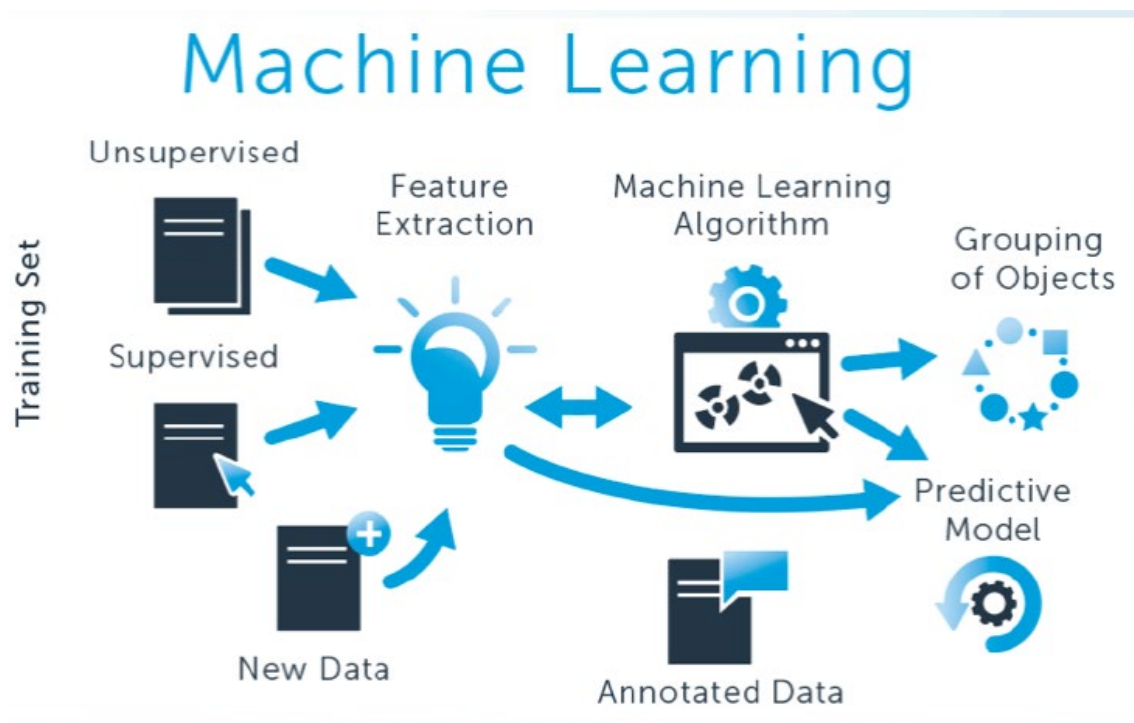 Machine Learning
Unsupervised
Feature
Extraction
Machine Learning
Algorithm
Grouping
of Objects
Training Set
Supervised
Predictive
Model
New Data
Annotated Data